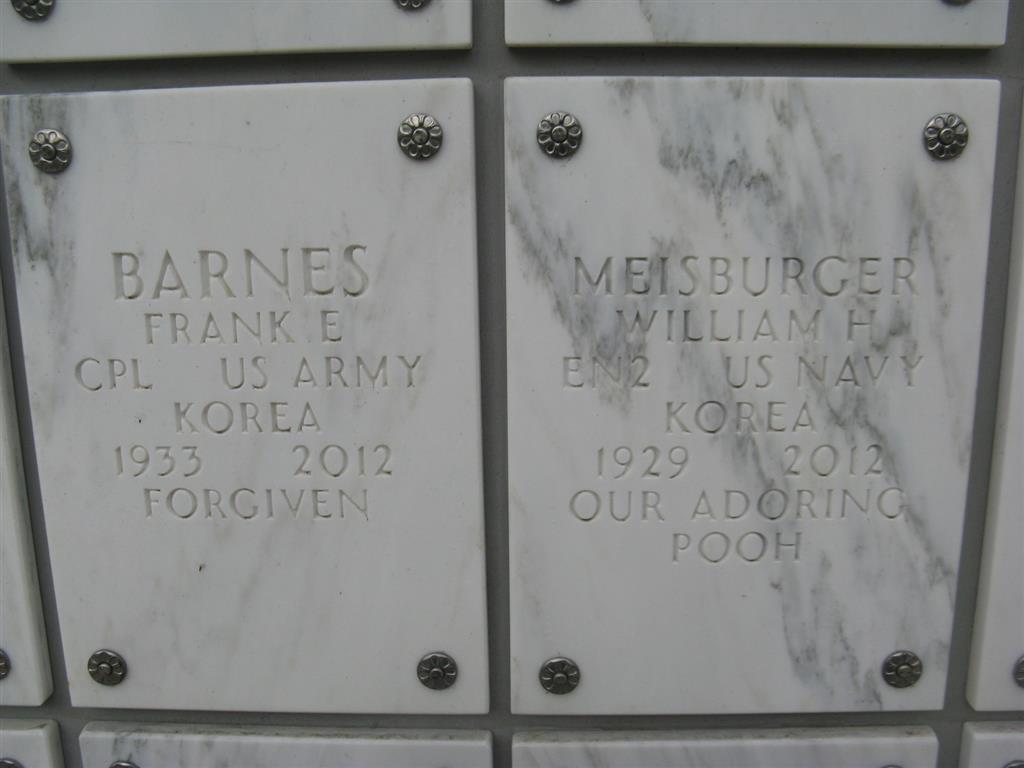 BARNES
FRANK E
CPL US ARMY
KOREA
1933 2012
FORGIVEN
MEISBURGER
WILLIAM H
EN2 US NAVY
KOREA
1929 2012
OUR ADORING
POOH